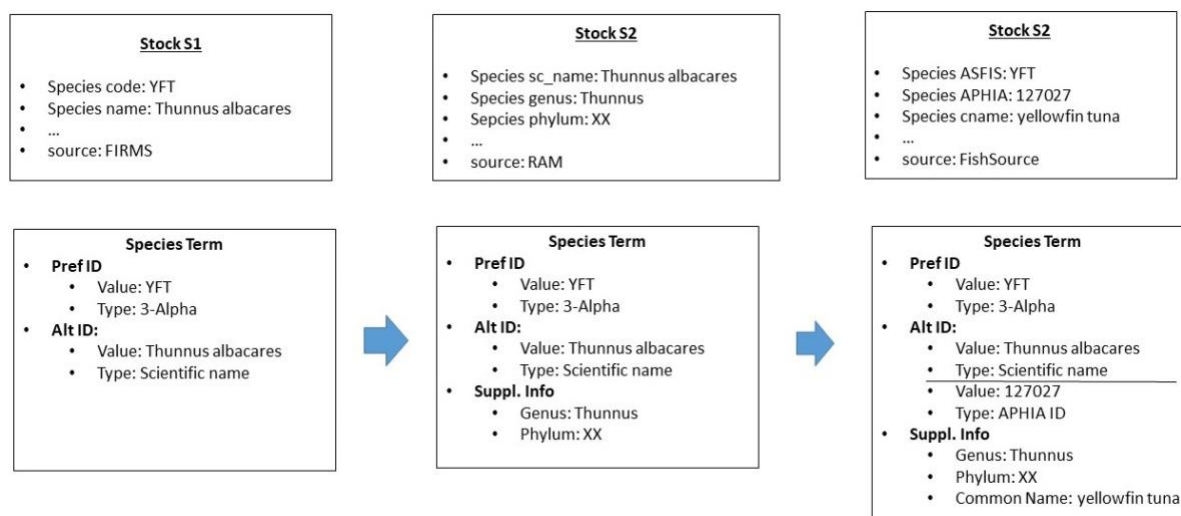 Stock S1
• Species code: YFT
• Species name: Thunnus albacares
• ...
• source: FIRMS
Stock S2
• Species sc_name: Thunnus albacares
• Species genus: Thunnus
• Sepcies phylum: XX
• ...
• source: RAM
Stock S2
• Species ASFIS: YFT
• Species APHIA: 127027
• Species cname: yellowfin tuna
• ...
• source: FishSource
Species Term
• Pref ID
• Value: YFT
• Type: 3-Alpha
• Alt ID:
• Value: Thunnus albacares
• Type: Scientific name
Species Term
• Pref ID
• Value: YFT
• Type: 3-Alpha
• Alt ID:
• Value: Thunnus albacares
• Type: Scientific name
• Suppl. Info
• Genus: Thunnus
• Phylum: XX
Species Term
• Pref ID
• Value: YFT
• Type: 3-Alpha
• Alt ID:
• Value: Thunnus albacares
• Type: Scientific name
• Value: 127027
• Type: APHIA ID
• Suppl. Info
• Genus: Thunnus
• Phylum: XX
• Common Name: yellowfin tuna